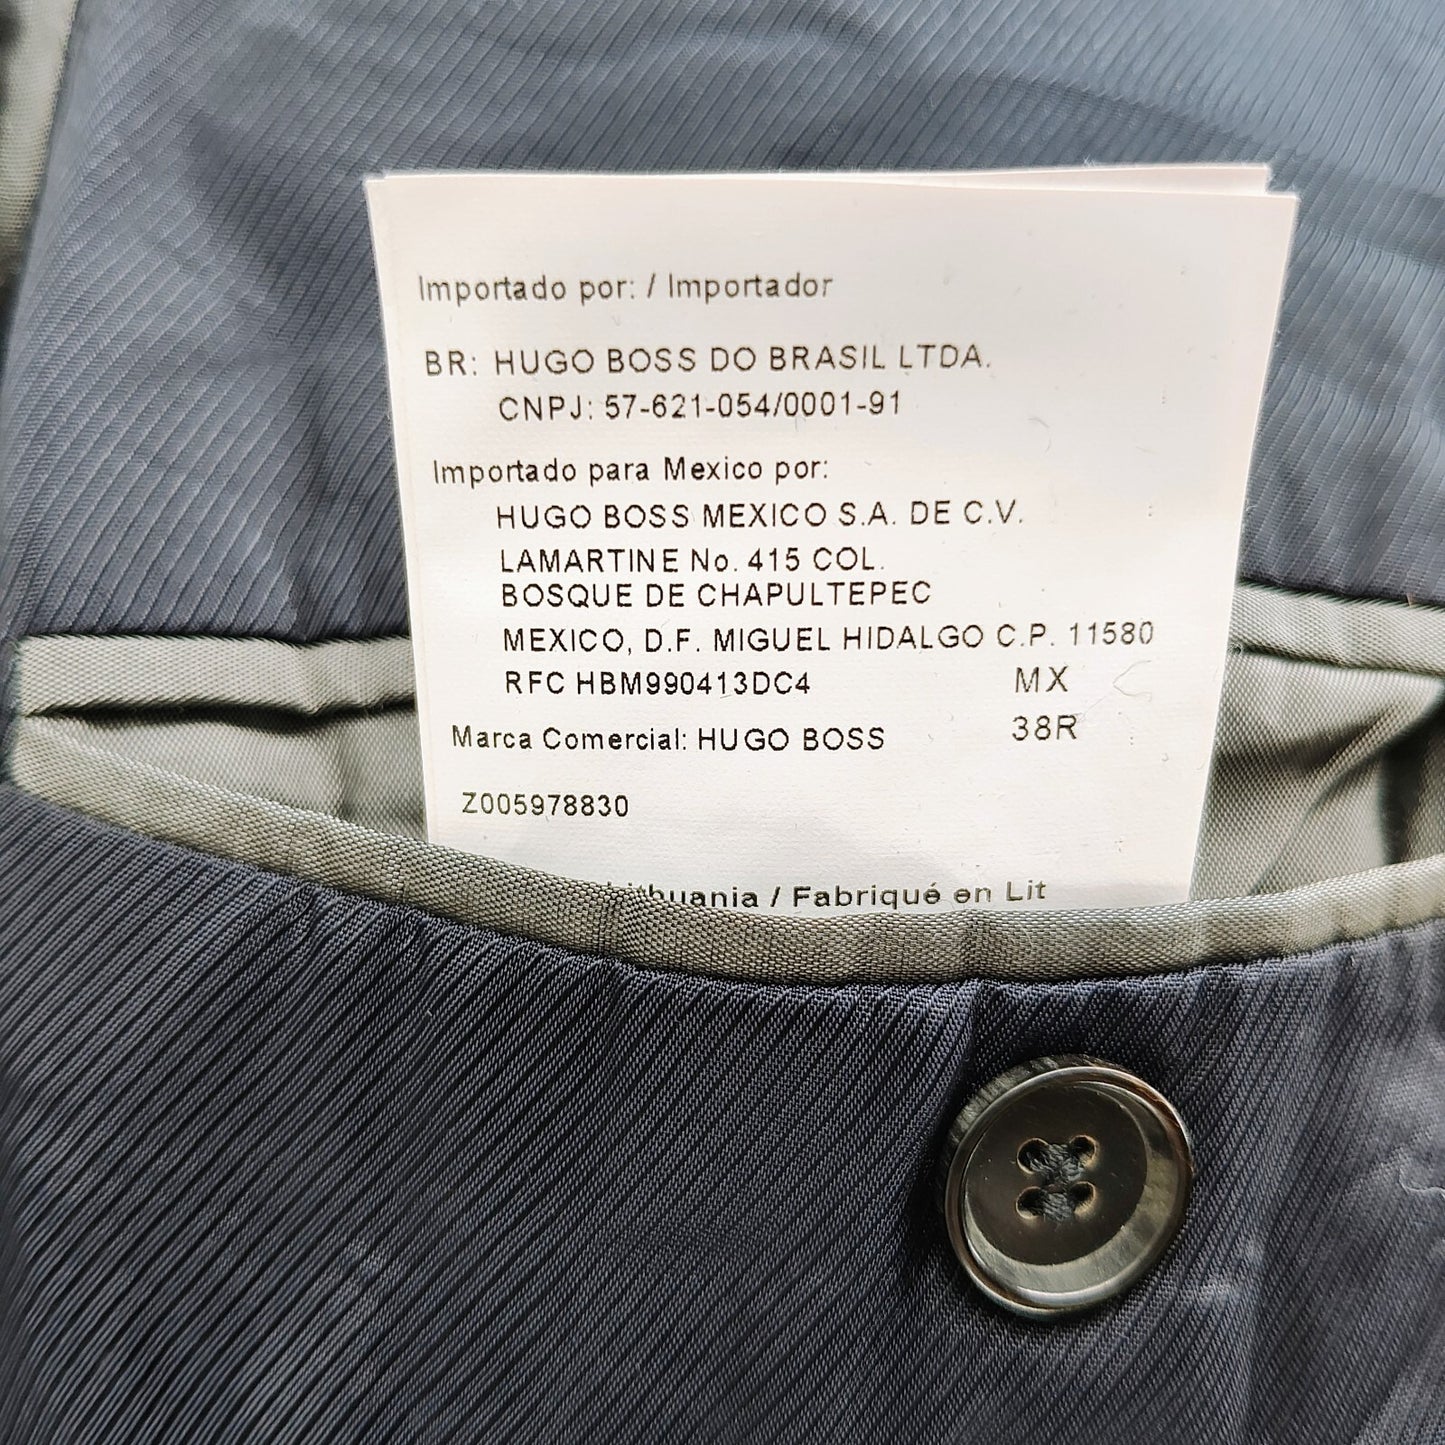 Importado por: / Importador
BR: HUGO BOSS DO BRASIL LTDA.
CNPJ: 57-621-054/0001-91
Importado para Mexico por:
HUGO BOSS MEXICO S.A. DE C.V.
LAMARTINE No. 415 COL.
BOSQUE DE CHAPULTEPEC
MEXICO, D.F. MIGUEL HIDALGO C.P. 11580
RFC HBM990413DC4 MX
Marca Comercial: HUGO BOSS 38R
Z005978830
Lithuania / Fabriqué en Lit